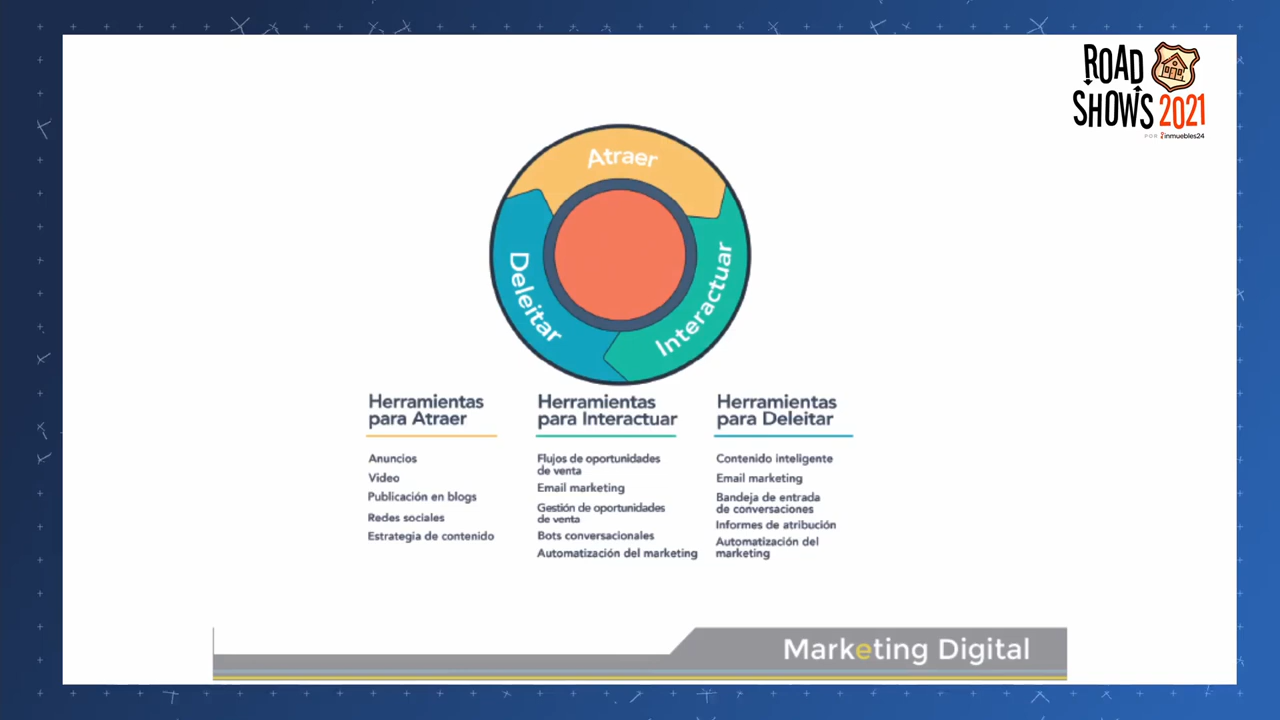 ROAD
SHOWS 2021
POR inmuebles24
Atraer
Interactuar
Deleitar
Herramientas
para Atraer
Anuncios
Video
Publicación en blogs
Redes sociales
Estrategia de contenido
Herramientas
para Interactuar
Flujos de oportunidades
de venta
Email marketing
Gestión de oportunidades
de venta
Bots conversacionales
Automatización del marketing
Herramientas
para Deleitar
Contenido inteligente
Email marketing
Bandeja de entrada
de conversaciones
Informes de atribución
Automatización del
marketing
Marketing Digital